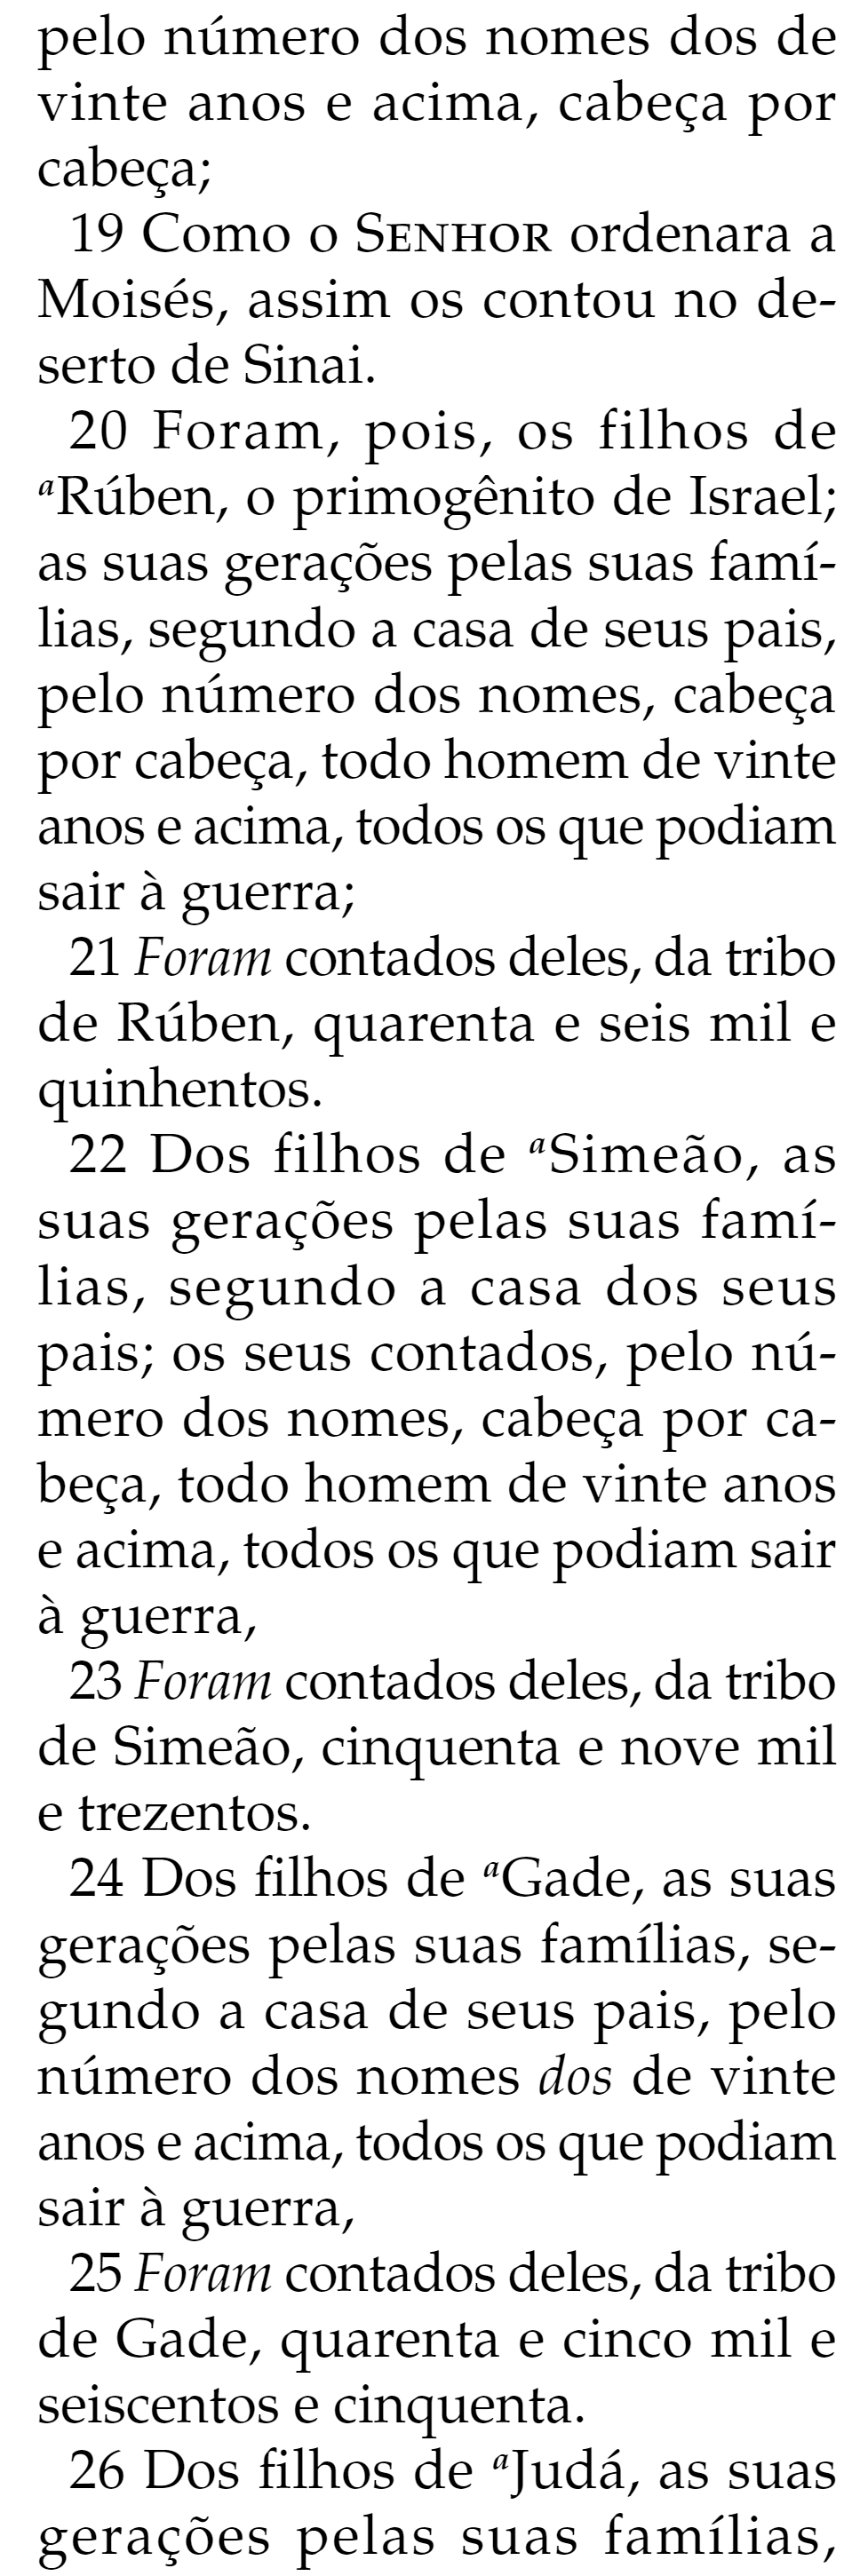 pelo número dos nomes dos de
vinte anos e acima, cabeça por
cabeça;
19 Como o SENHOR ordenara a
Moisés, assim os contou no de-
serto de Sinai.
20 Foram, pois, os filhos de
aRúben, o primogênito de Israel;
as suas gerações pelas suas famí-
lias, segundo a casa de seus pais,
pelo número dos nomes, cabeça
por cabeça, todo homem de vinte
anos e acima, todos os que podiam
sair à guerra;
21 Foram contados deles, da tribo
de Rúben, quarenta e seis mil e
quinhentos.
22 Dos filhos de aSimeão, as
suas gerações pelas suas famí-
lias, segundo a casa dos seus
pais; os seus contados, pelo nú-
mero dos nomes, cabeça por ca-
beça, todo homem de vinte anos
e acima, todos os que podiam sair
à guerra,
23 Foram contados deles, da tribo
de Simeão, cinquenta e nove mil
e trezentos.
24 Dos filhos de aGade, as suas
gerações pelas suas famílias, se-
gundo a casa de seus pais, pelo
número dos nomes dos de vinte
anos e acima, todos os que podiam
sair à guerra,
25 Foram contados deles, da tribo
de Gade, quarenta e cinco mil e
seiscentos e cinquenta.
26 Dos filhos de aJudá, as suas
gerações pelas suas famílias,